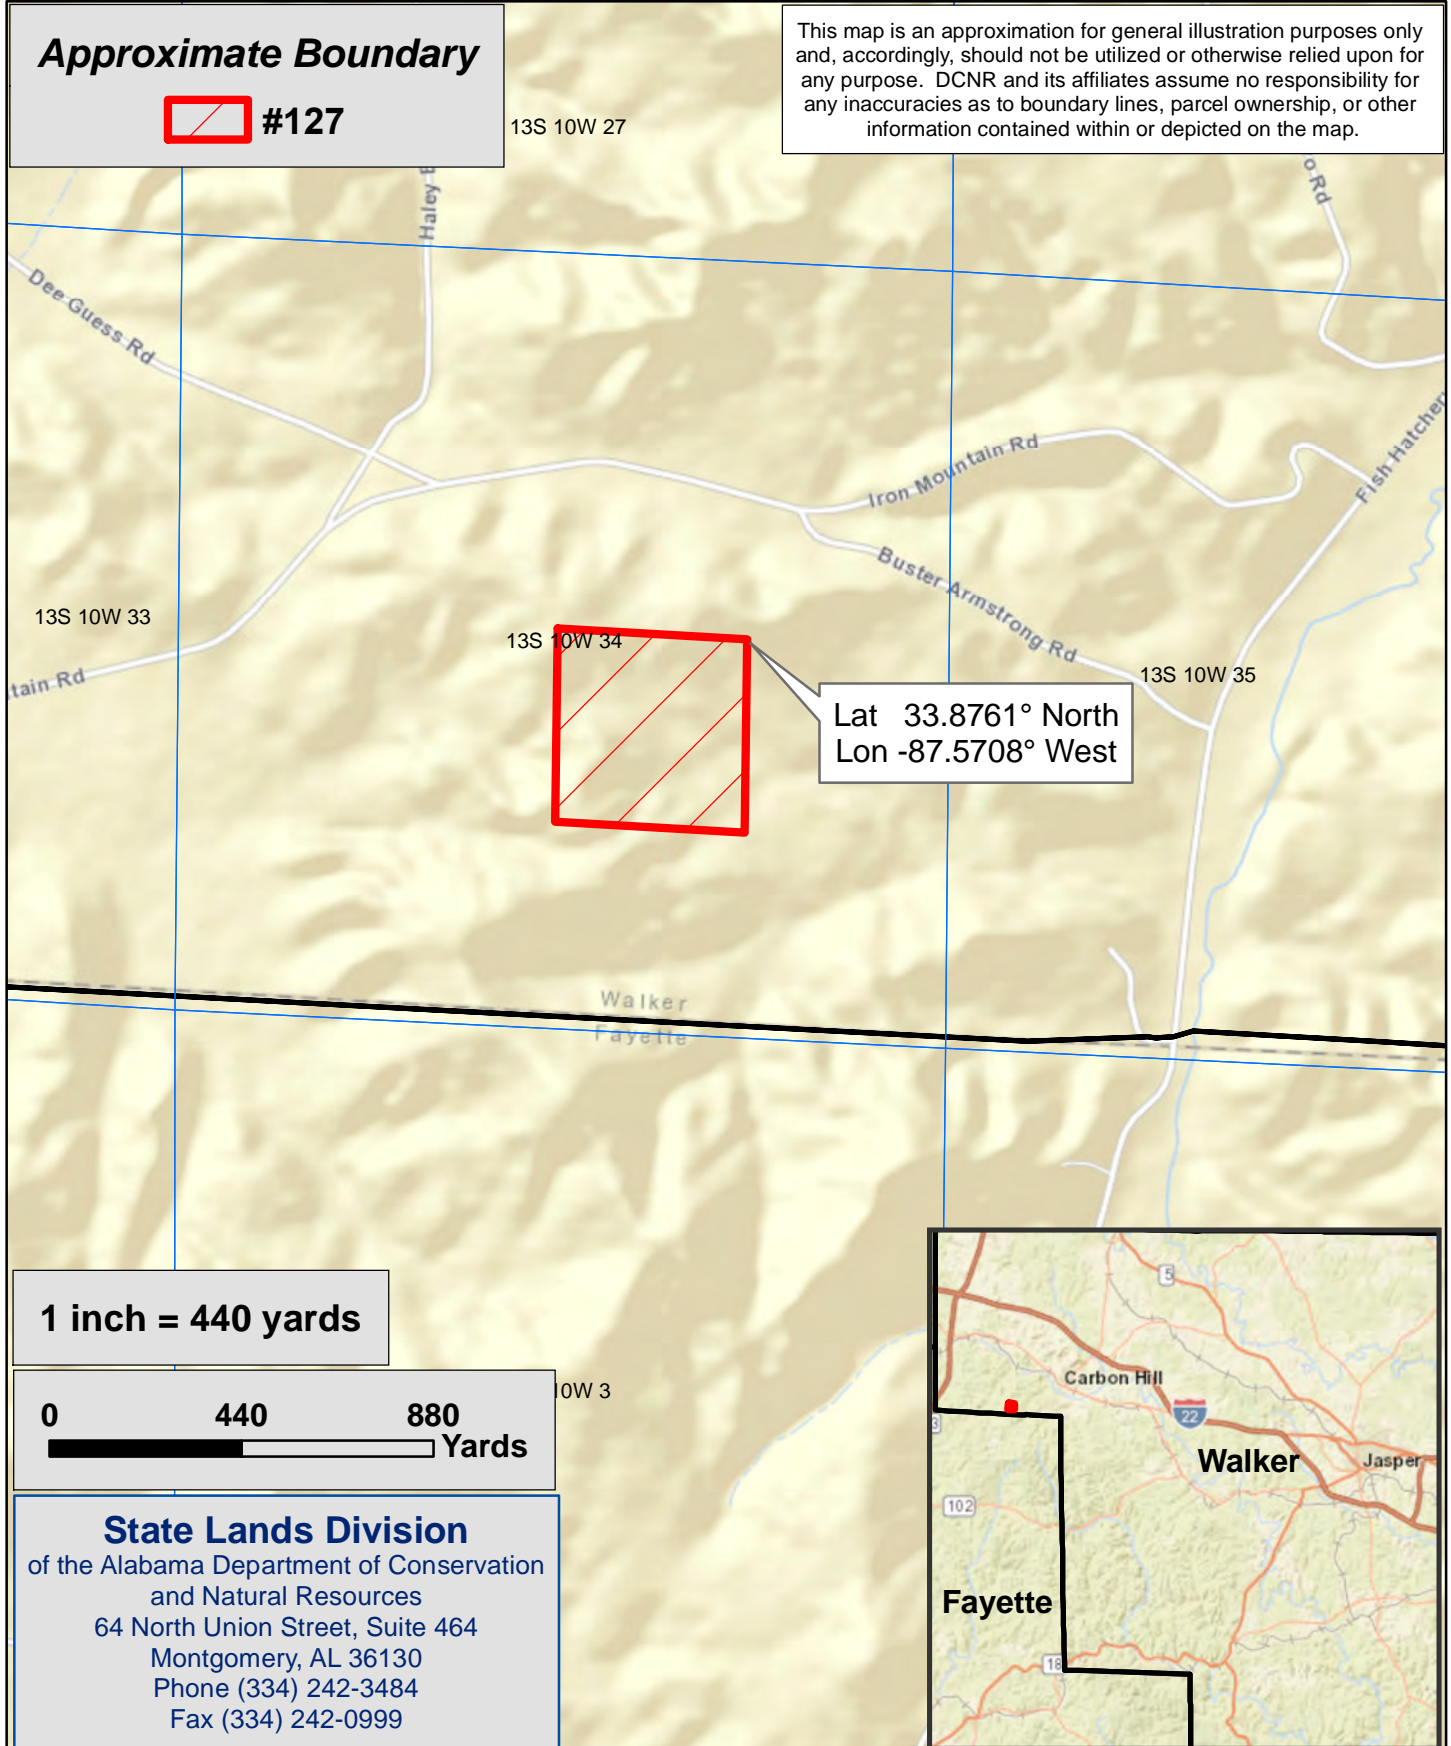 Approximate Boundary
#127
This map is an approximation for general illustration purposes only
and, accordingly, should not be utilized or otherwise relied upon for
any purpose. DCNR and its affiliates assume no responsibility for
any inaccuracies as to boundary lines, parcel ownership, or other
information contained within or depicted on the map.
13S 10W 27
Haley
o Rd
Dee Guess Rd
Iron Mountain Rd
Fish Hatchery
Buster Armstrong Rd
13S 10W 33
13S 10W 34
13S 10W 35
tain Rd
Lat 33.8761° North
Lon -87.5708° West
Walker
Fayette
1 inch = 440 yards
0 440 880
Yards
10W 3
State Lands Division
of the Alabama Department of Conservation
and Natural Resources
64 North Union Street, Suite 464
Montgomery, AL 36130
Phone (334) 242-3484
Fax (334) 242-0999
5
Carbon Hill
22
3
Walker
Jasper
102
Fayette
18